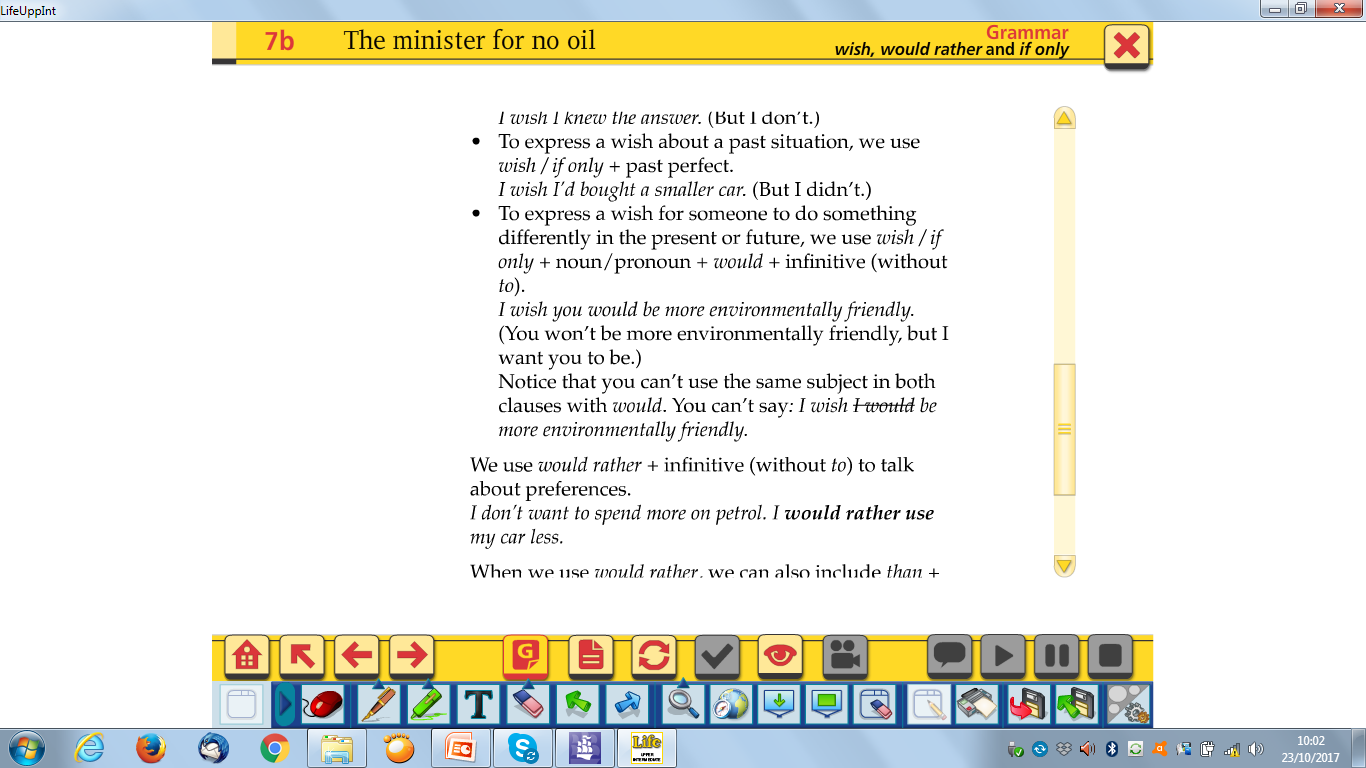 LifeUppInt
7b The minister for no oil
Grammar
wish, would rather and if only
I wish I knew the answer. (But I don't.)
• To express a wish about a past situation, we use
wish / if only + past perfect.
I wish I'd bought a smaller car. (But I didn't.)
• To express a wish for someone to do something
differently in the present or future, we use wish / if
only + noun/pronoun + would + infinitive (without
to).
I wish you would be more environmentally friendly.
(You won't be more environmentally friendly, but I
want you to be.)
Notice that you can't use the same subject in both
clauses with would. You can't say: I wish I would be
more environmentally friendly.
We use would rather + infinitive (without to) to talk
about preferences.
I don't want to spend more on petrol. I would rather use
my car less.
When we use would rather, we can also include than +
G
T
Life
UPPER
INTERMEDIATE
10:02
23/10/2017